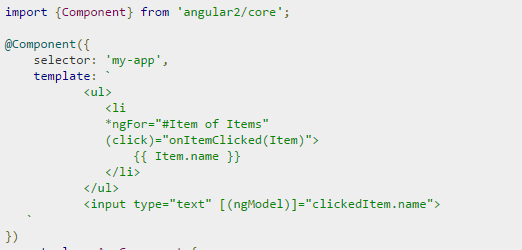 import {Component} from 'angular2/core';
@Component({
selector: 'my-app',
template: `
<ul>
<li
*ngFor="#Item of Items"
(click)="onItemClicked(Item)">
{{ Item.name }}
</li>
</ul>
<input type="text" [(ngModel)]="clickedItem.name">
`
})